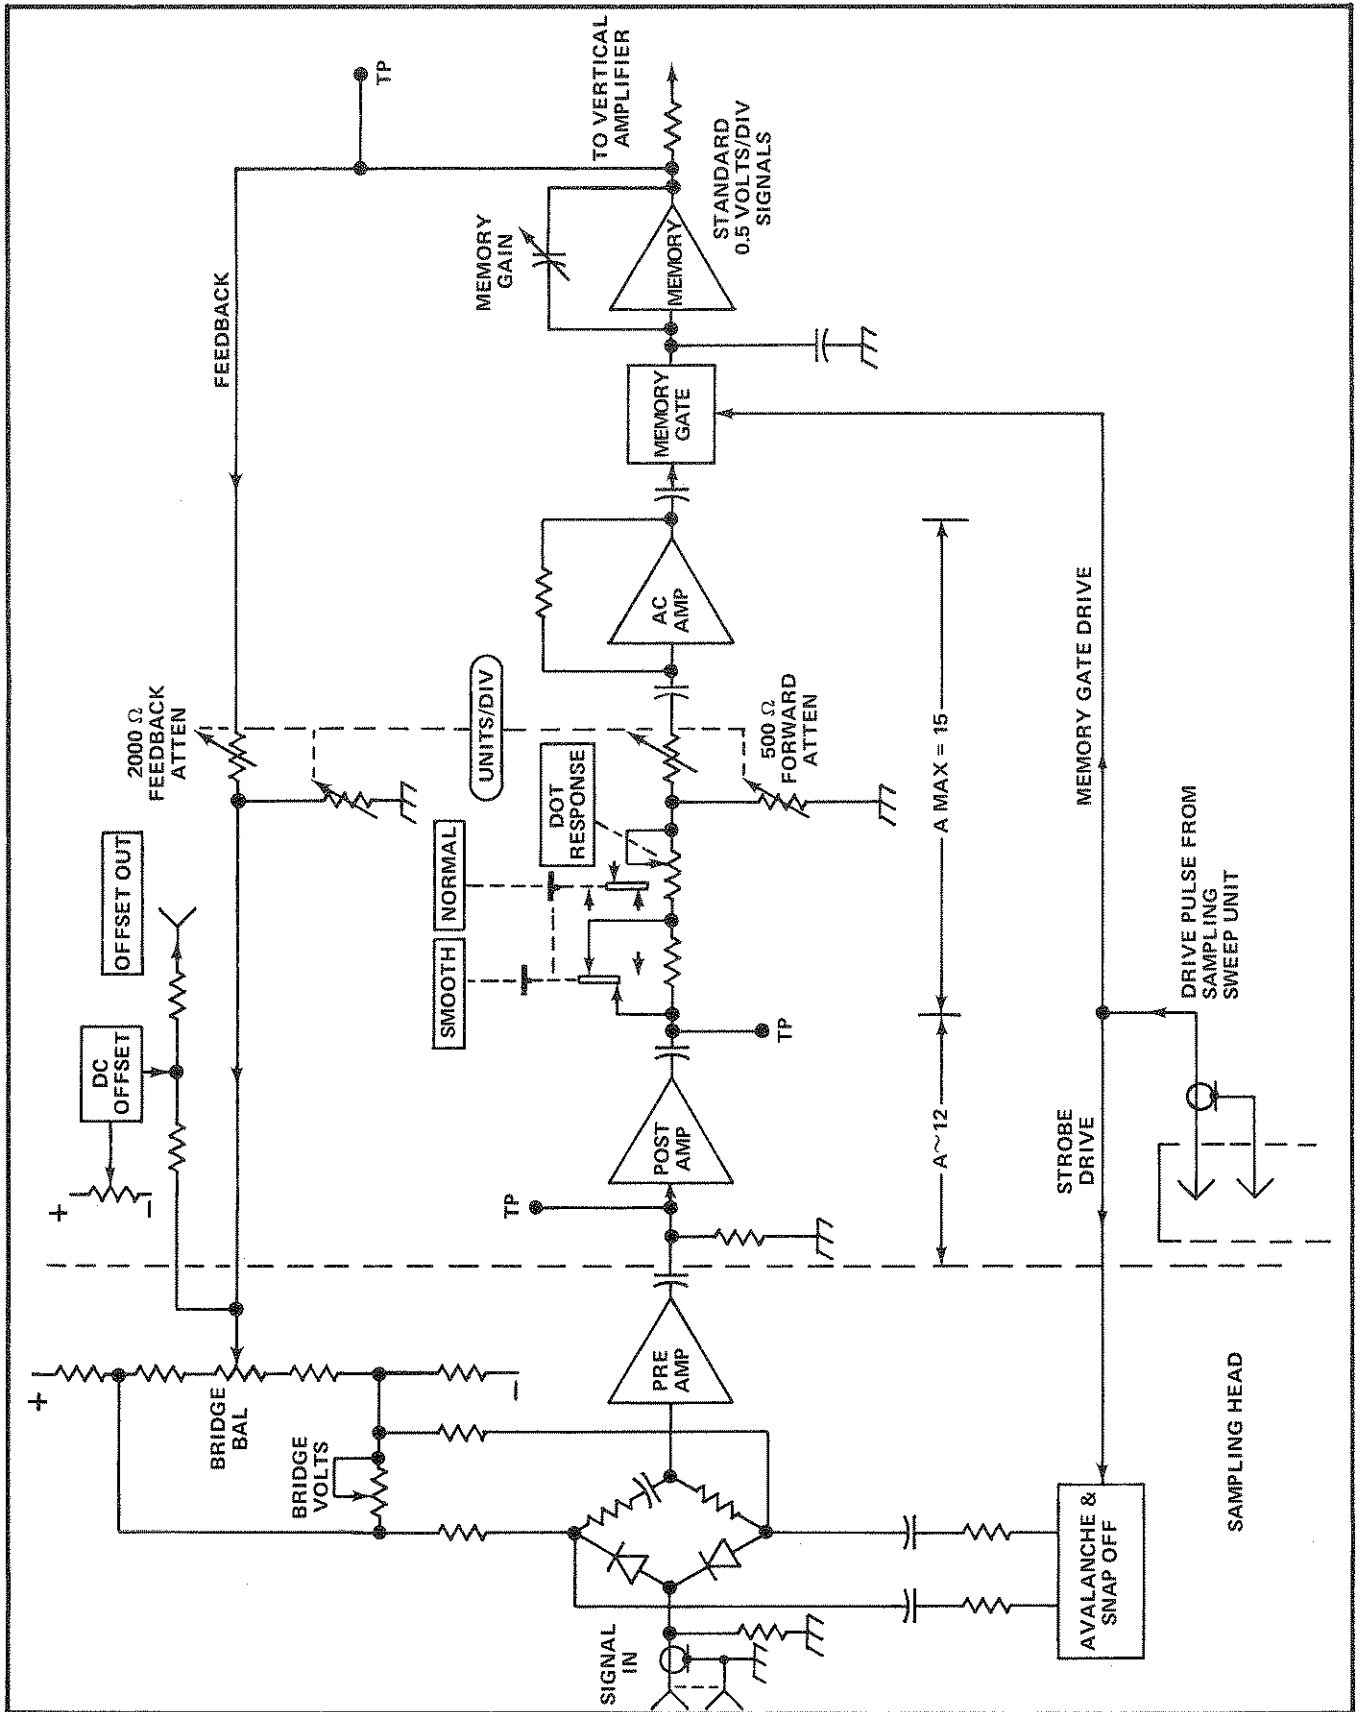 TP
TO VERTICAL
AMPLIFIER
STANDARD
0.5 VOLTS/DIV
SIGNALS
MEMORY
GAIN
MEMORY
FEEDBACK
MEMORY
GATE
AC
AMP
2000 Ω
FEEDBACK
ATTEN
UNITS/DIV
500 Ω
FORWARD
ATTEN
DOT
RESPONSE
NORMAL
SMOOTH
OFFSET OUT
DC
OFFSET
+
−
TP
POST
AMP
TP
A MAX = 15
A~12
MEMORY GATE DRIVE
DRIVE PULSE FROM
SAMPLING
SWEEP UNIT
STROBE
DRIVE
+
−
BRIDGE
BAL
BRIDGE
VOLTS
PRE
AMP
SIGNAL
IN
AVALANCHE &
SNAP OFF
SAMPLING HEAD